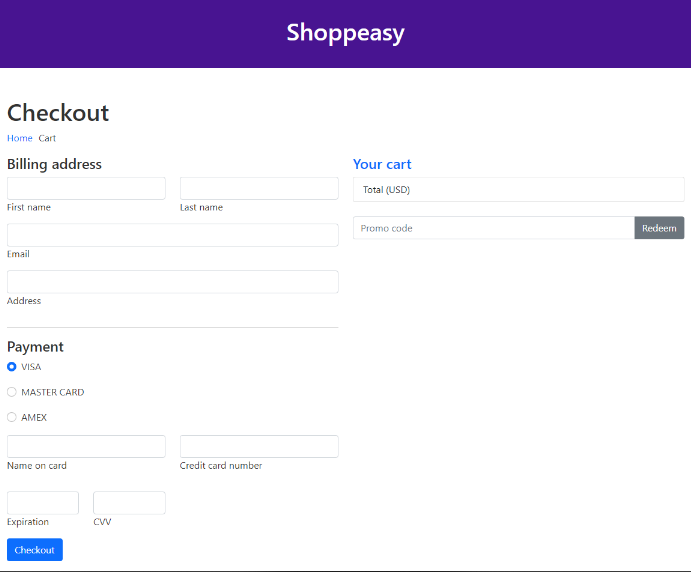 Shoppeasy
Checkout
Home Cart
Billing address
First name Last name
Email
Address
Payment
VISA
MASTER CARD
AMEX
Name on card Credit card number
Expiration CVV
Checkout
Your cart
Total (USD)
Promo code Redeem